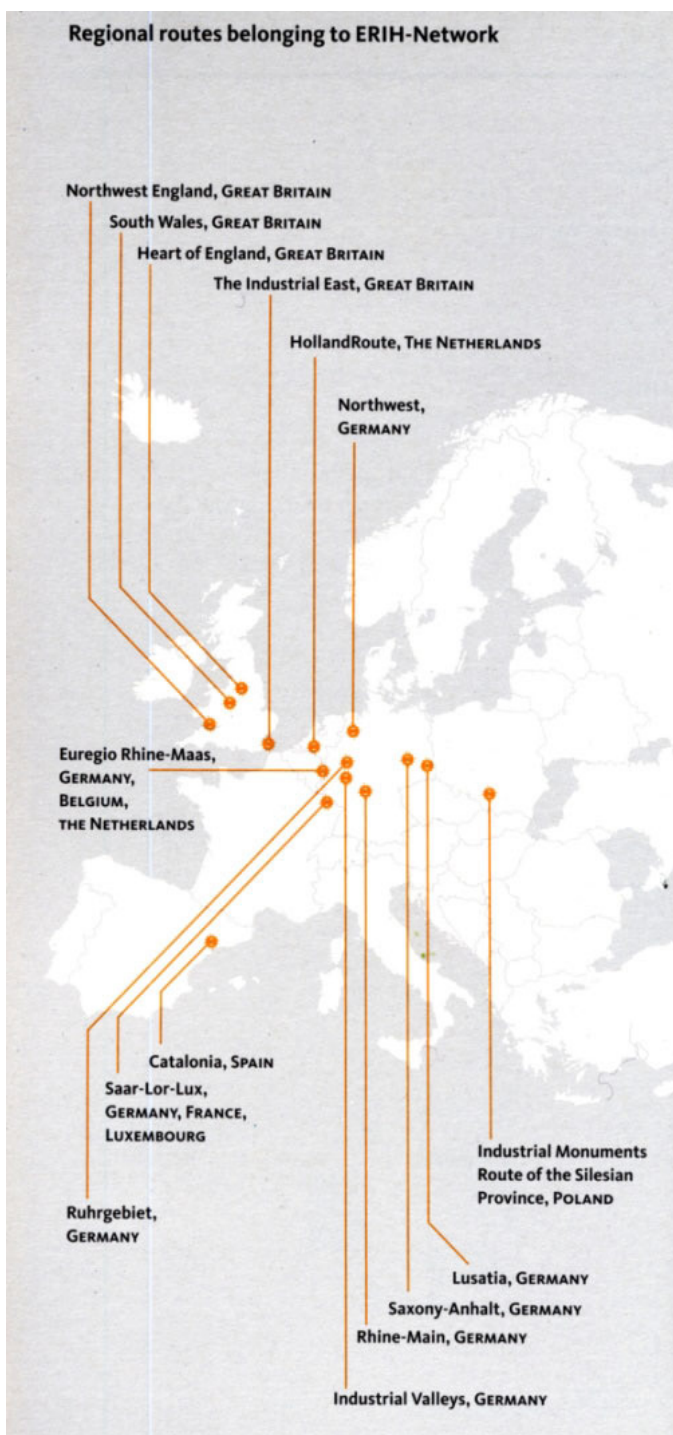 Regional routes belonging to ERIH-Network
Northwest England, GREAT BRITAIN
South Wales, GREAT BRITAIN
Heart of England, GREAT BRITAIN
The Industrial East, GREAT BRITAIN
HollandRoute, THE NETHERLANDS
Northwest,
GERMANY
Euregio Rhine-Maas,
GERMANY,
BELGIUM,
THE NETHERLANDS
Catalonia, SPAIN
Saar-Lor-Lux,
GERMANY, FRANCE,
LUXEMBOURG
Industrial Monuments
Route of the Silesian
Province, POLAND
Ruhrgebiet,
GERMANY
Lusatia, GERMANY
Saxony-Anhalt, GERMANY
Rhine-Main, GERMANY
Industrial Valleys, GERMANY